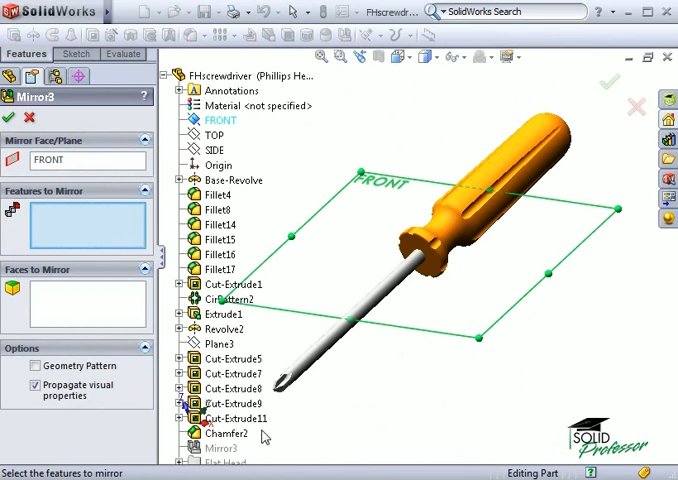 SolidWorks
FHscrewdr...
SolidWorks Search
Features
Sketch
Evaluate
Mirror3
?
Mirror Face/Plane
FRONT
Features to Mirror
Faces to Mirror
Options
Geometry Pattern
Propagate visual
properties
FHscrewdriver (Phillips He...
Annotations
Material <not specified>
FRONT
TOP
SIDE
Origin
Base-Revolve
Fillet4
Fillet8
Fillet14
Fillet15
Fillet16
Fillet17
Cut-Extrude1
CirPattern2
Extrude1
Revolve2
Plane3
Cut-Extrude5
Cut-Extrude7
Cut-Extrude8
Cut-Extrude9
Cut-Extrude11
Chamfer2
Mirror3
Flat Head
FRONT
SOLID
Professor
Select the features to mirror
Editing Part